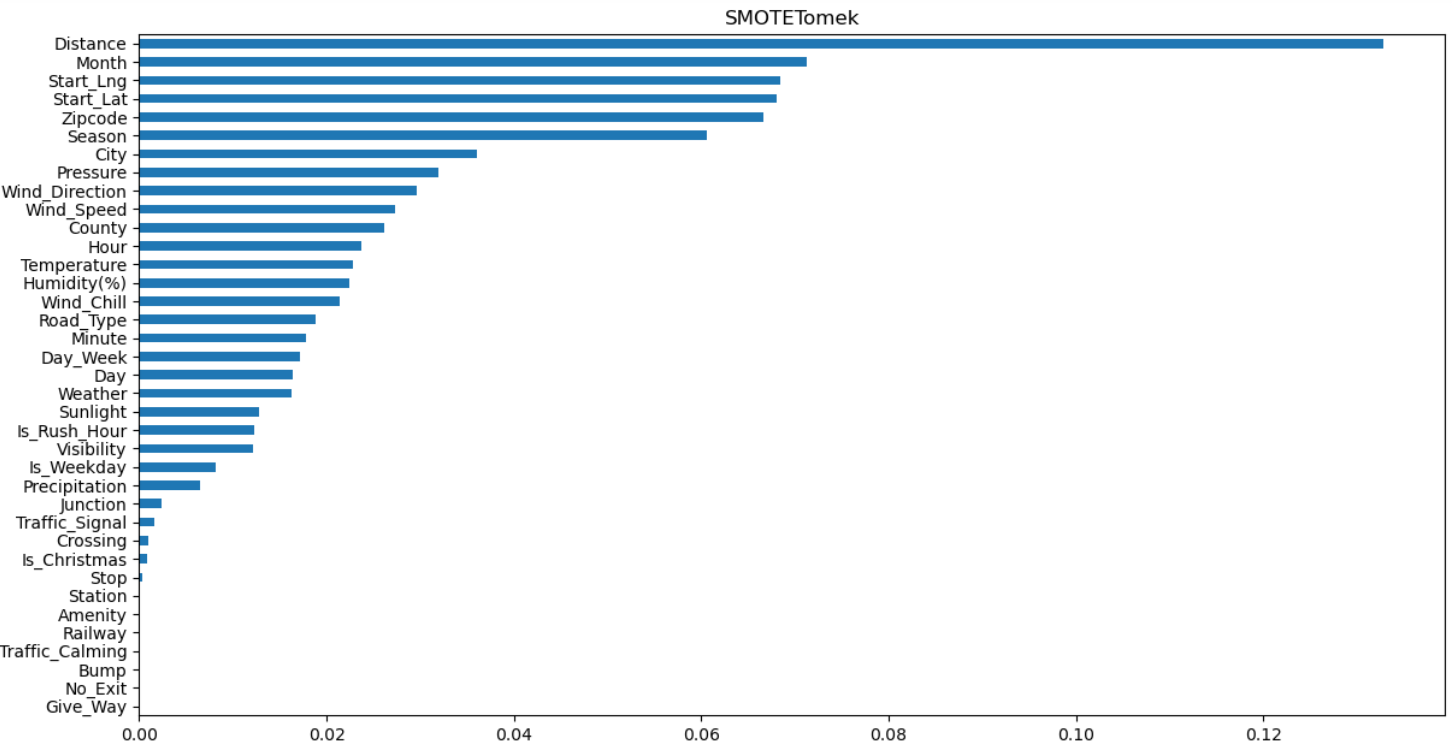 SMOTETomek
Distance
Month
Start_Lng
Start_Lat
Zipcode
Season
City
Pressure
Wind_Direction
Wind_Speed
County
Hour
Temperature
Humidity(%)
Wind_Chill
Road_Type
Minute
Day_Week
Day
Weather
Sunlight
Is_Rush_Hour
Visibility
Is_Weekday
Precipitation
Junction
Traffic_Signal
Crossing
Is_Christmas
Stop
Station
Amenity
Railway
Traffic_Calming
Bump
No_Exit
Give_Way
0.00 0.02 0.04 0.06 0.08 0.10 0.12